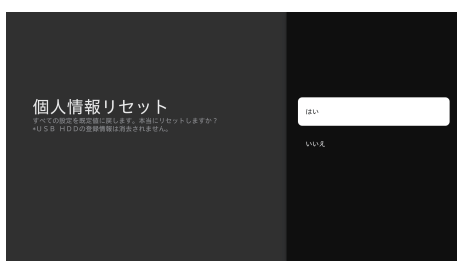 個人情報リセット
すべての設定を既定値に戻します。本当にリセットしますか？
*USB HDDの登録情報は消去されません。
はい
いいえ